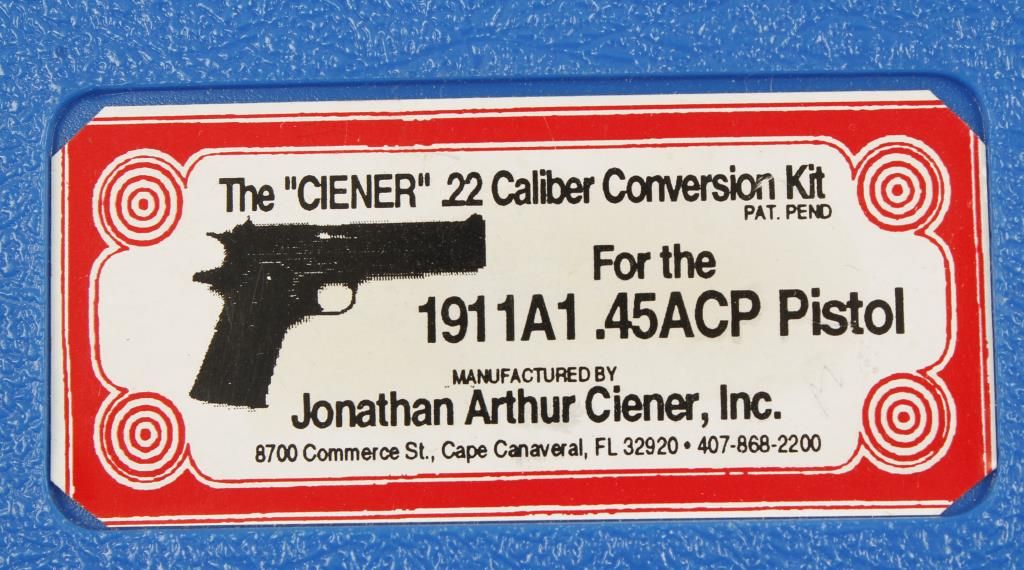 The "CIENER" .22 Caliber Conversion Kit
PAT. PEND
For the
1911A1 .45ACP Pistol
MANUFACTURED BY
Jonathan Arthur Ciener, Inc.
8700 Commerce St., Cape Canaveral, FL 32920 • 407-868-2200